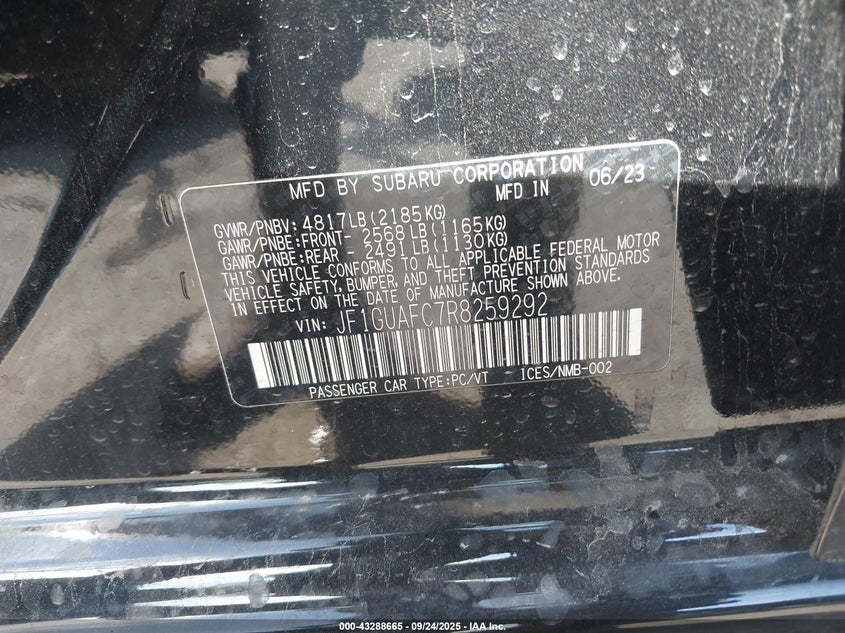 MFD BY SUBARU CORPORATION
MFD IN 06/23
GVWR/PNBV: 4817LB(2185KG)
GAWR/PNBE:FRONT- 2568LB(1165KG)
GAWR/PNBE:REAR - 2491LB(1130KG)
THIS VEHICLE CONFORMS TO ALL APPLICABLE FEDERAL MOTOR
VEHICLE SAFETY, BUMPER, AND THEFT PREVENTION STANDARDS
IN EFFECT ON THE DATE OF MANUFACTURE SHOWN ABOVE.
VIN: JF1GUAFC7R8259292
PASSENGER CAR TYPE:PC/VT ICES/NMB-002
000-43288665 - 09/24/2025 - IAA Inc.